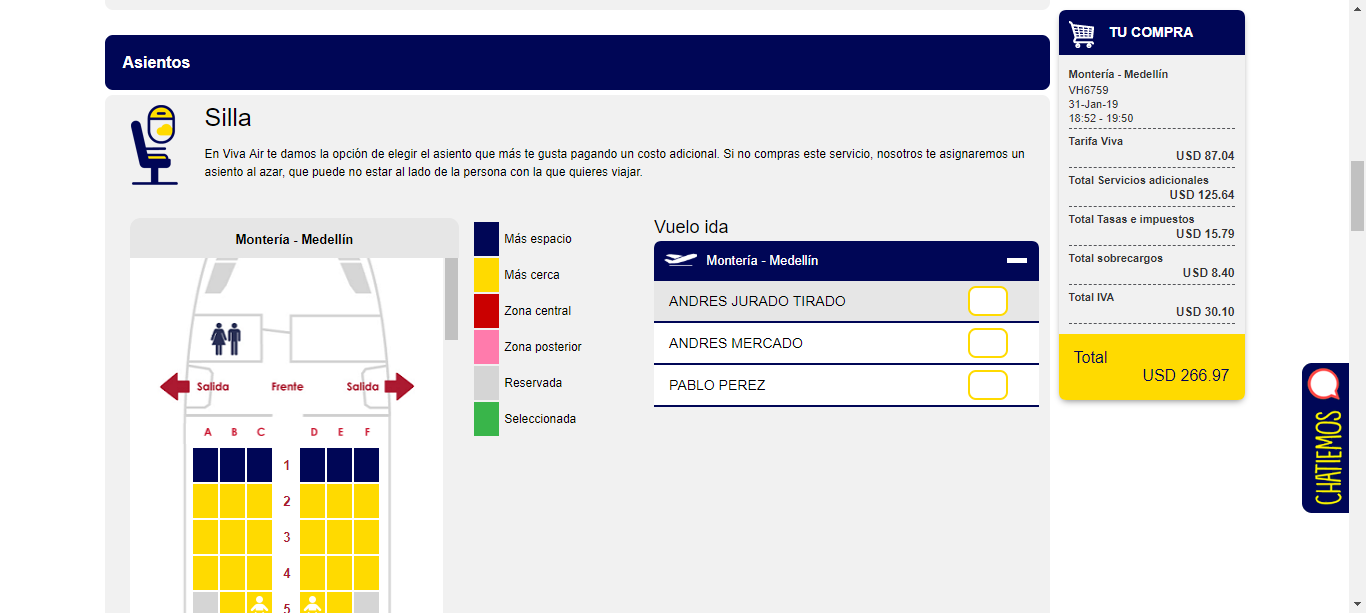 Asientos
Silla
En Viva Air te damos la opción de elegir el asiento que más te gusta pagando un costo adicional. Si no compras este servicio, nosotros te asignaremos un
asiento al azar, que puede no estar al lado de la persona con la que quieres viajar.
Montería - Medellín
Salida Frente Salida
A B C D E F
1
2
3
4
5
Más espacio
Más cerca
Zona central
Zona posterior
Reservada
Seleccionada
Vuelo ida
Montería - Medellín
ANDRES JURADO TIRADO
ANDRES MERCADO
PABLO PEREZ
TU COMPRA
Montería - Medellín
VH6759
31-Jan-19
18:52 - 19:50
Tarifa Viva
USD 87.04
Total Servicios adicionales
USD 125.64
Total Tasas e impuestos
USD 15.79
Total sobrecargos
USD 8.40
Total IVA
USD 30.10
Total
USD 266.97
CHATIEMOS